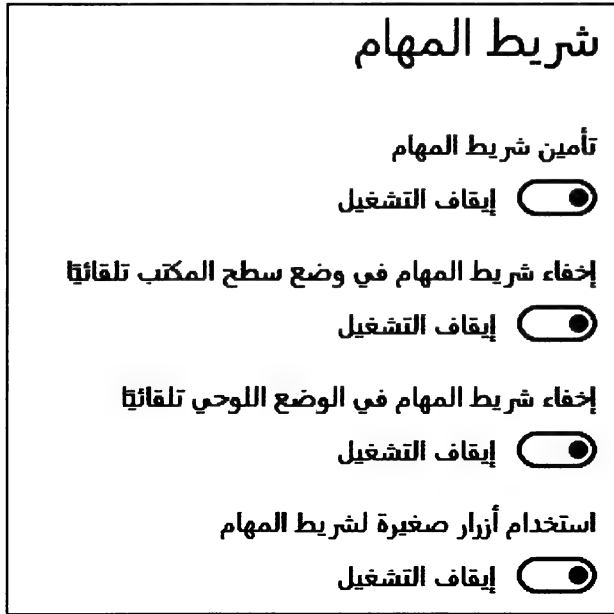 شريط المهام
تأمين شريط المهام
إيقاف التشغيل
إخفاء شريط المهام في وضع سطح المكتب تلقائيًا
إيقاف التشغيل
إخفاء شريط المهام في الوضع اللوحي تلقائيًا
إيقاف التشغيل
استخدام أزرار صغيرة لشريط المهام
إيقاف التشغيل